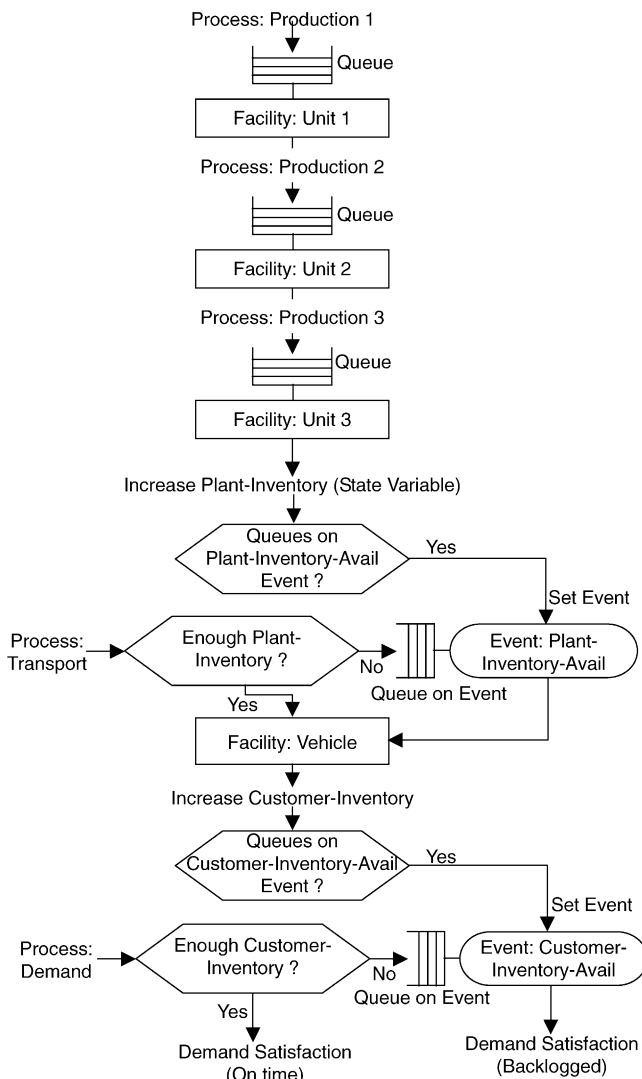 Process: Production 1
Queue
Facility: Unit 1
Process: Production 2
Queue
Facility: Unit 2
Process: Production 3
Queue
Facility: Unit 3
Increase Plant-Inventory (State Variable)
Queues on
Plant-Inventory-Avail
Event ?
Yes
Set Event
Process:
Transport
Enough Plant-
Inventory ?
No
Queue on Event
Event: Plant-
Inventory-Avail
Yes
Facility: Vehicle
Increase Customer-Inventory
Queues on
Customer-Inventory-Avail
Event ?
Yes
Set Event
Process:
Demand
Enough Customer-
Inventory ?
No
Queue on Event
Event: Customer-
Inventory-Avail
Yes
Demand Satisfaction
(On time)
Demand Satisfaction
(Backlogged)